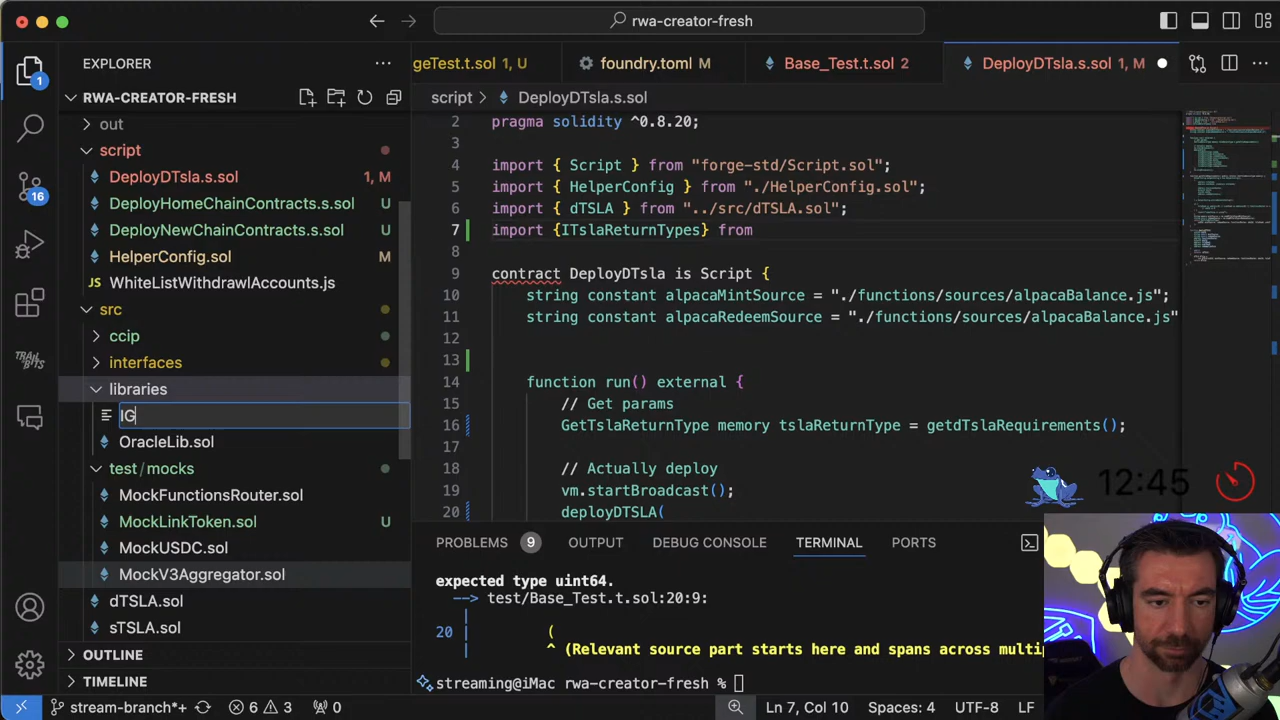 rwa-creator-fresh
EXPLORER
geTest.t.sol 1, U
foundry.toml M
Base_Test.t.sol 2
DeployDTsla.s.sol 1, M
RWA-CREATOR-FRESH
script > DeployDTsla.s.sol
out
script
DeployDTsla.s.sol 1, M
DeployHomeChainContracts.s.sol U
DeployNewChainContracts.s.sol U
HelperConfig.sol M
JS WhiteListWithdrawlAccounts.js
src
ccip
interfaces
libraries
IG
OracleLib.sol
test/mocks
MockFunctionsRouter.sol
MockLinkToken.sol U
MockUSDC.sol
MockV3Aggregator.sol
dTSLA.sol
sTSLA.sol
OUTLINE
TIMELINE
1
16
TRAIL
BITS
2 pragma solidity ^0.8.20;
3
4 import { Script } from "forge-std/Script.sol";
5 import { HelperConfig } from "./HelperConfig.sol";
6 import { dTSLA } from "../src/dTSLA.sol";
7 import {ITslaReturnTypes} from
8
9 contract DeployDTsla is Script {
10 string constant alpacaMintSource = "./functions/sources/alpacaBalance.js";
11 string constant alpacaRedeemSource = "./functions/sources/alpacaBalance.js"
12
13
14 function run() external {
15 // Get params
16 GetTslaReturnType memory tslaReturnType = getdTslaRequirements();
17
18 // Actually deploy
19 vm.startBroadcast();
20 deployDTSLA(
12:45
PROBLEMS 9 OUTPUT DEBUG CONSOLE TERMINAL PORTS
expected type uint64.
--> test/Base_Test.t.sol:20:9:
|
20 | (
| ^ (Relevant source part starts here and spans across multip
streaming@iMac rwa-creator-fresh %
stream-branch*+ 6 3 0
Ln 7, Col 10 Spaces: 4 UTF-8 LF